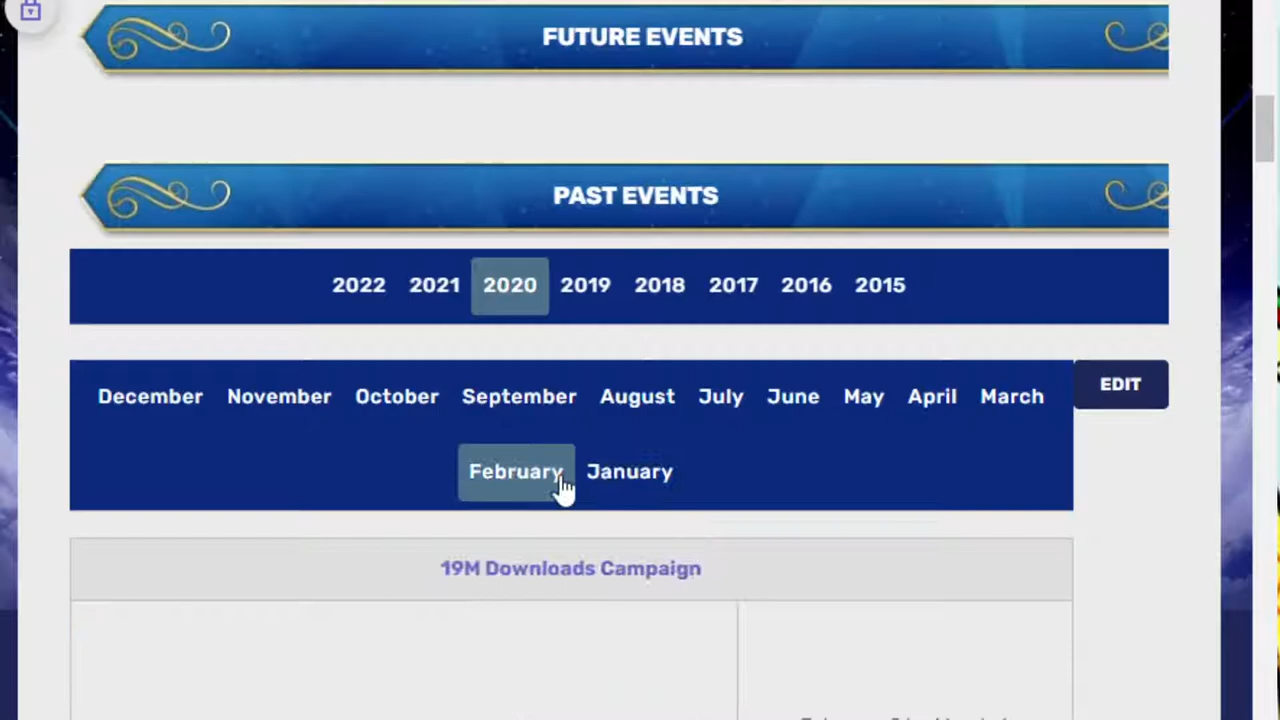 FUTURE EVENTS
PAST EVENTS
2022 2021 2020 2019 2018 2017 2016 2015
December November October September August July June May April March
EDIT
February January
19M Downloads Campaign